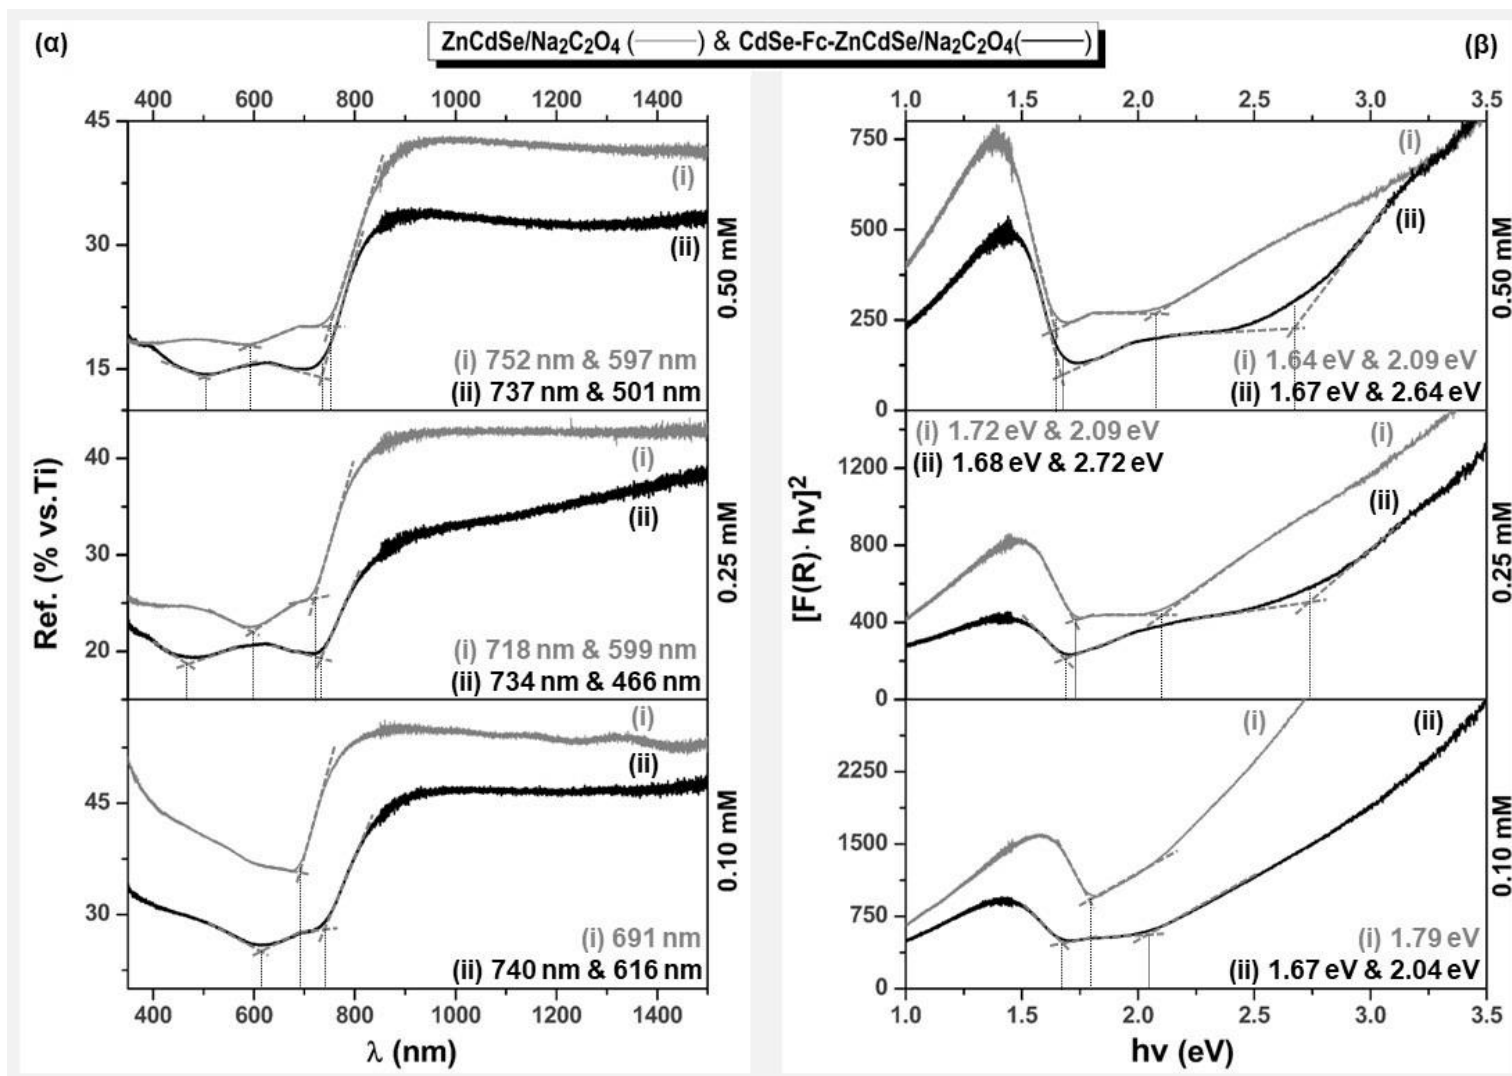 (α)
ZnCdSe/Na₂C₂O₄ (——) & CdSe-Fc-ZnCdSe/Na₂C₂O₄(——)
(β)
400 600 800 1000 1200 1400
45
30
15
(i)
(ii)
(i) 752 nm & 597 nm
(ii) 737 nm & 501 nm
0.50 mM
40
30
20
(i)
(ii)
(i) 718 nm & 599 nm
(ii) 734 nm & 466 nm
0.25 mM
45
30
(i)
(ii)
(i) 691 nm
(ii) 740 nm & 616 nm
0.10 mM
Ref. (% vs.Ti)
400 600 800 1000 1200 1400
λ (nm)
1.0 1.5 2.0 2.5 3.0 3.5
750
500
250
0
(i)
(ii)
(i) 1.64 eV & 2.09 eV
(ii) 1.67 eV & 2.64 eV
0.50 mM
(i) 1.72 eV & 2.09 eV
(ii) 1.68 eV & 2.72 eV
1200
800
400
0
(i)
(ii)
0.25 mM
2250
1500
750
0
(i)
(ii)
(i) 1.79 eV
(ii) 1.67 eV & 2.04 eV
0.10 mM
[F(R)· hν]²
1.0 1.5 2.0 2.5 3.0 3.5
hν (eV)